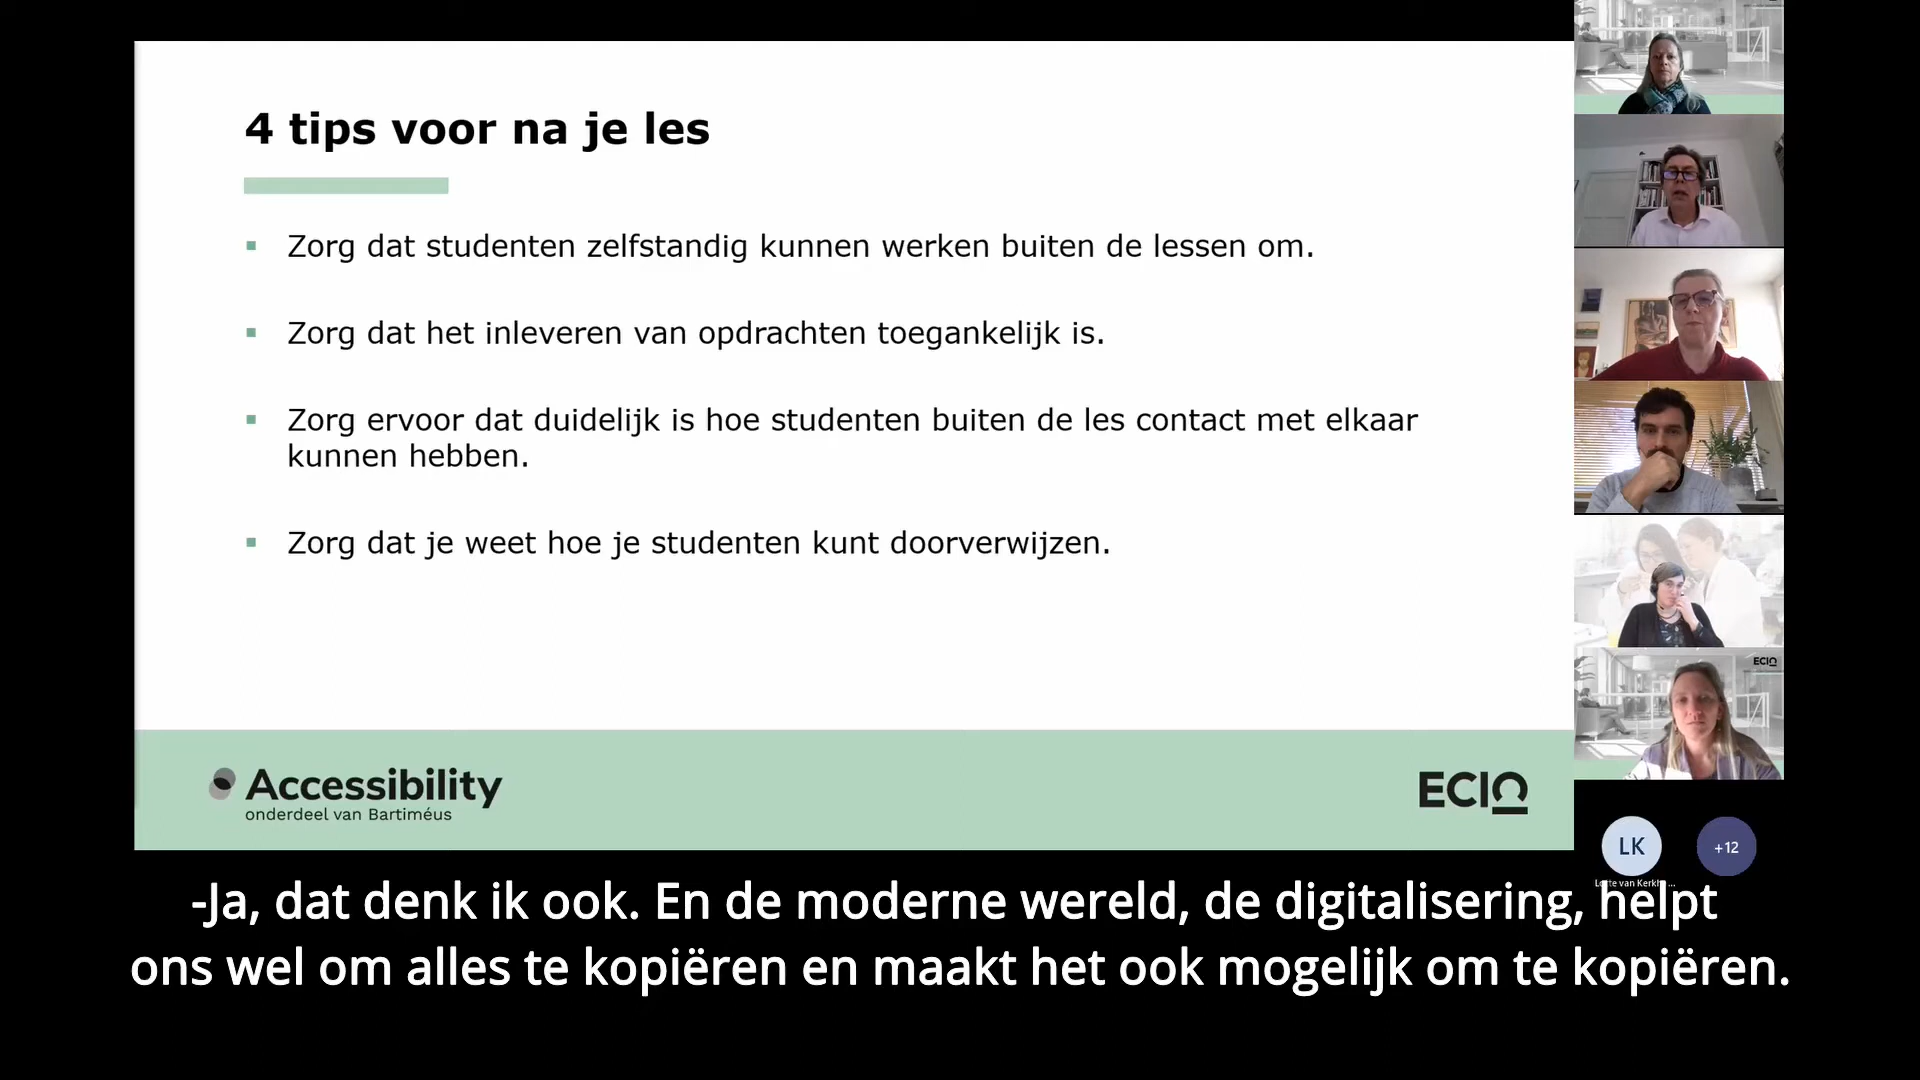 4 tips voor na je les
▪ Zorg dat studenten zelfstandig kunnen werken buiten de lessen om.
▪ Zorg dat het inleveren van opdrachten toegankelijk is.
▪ Zorg ervoor dat duidelijk is hoe studenten buiten de les contact met elkaar
kunnen hebben.
▪ Zorg dat je weet hoe je studenten kunt doorverwijzen.
Accessibility
onderdeel van Bartiméus
ECIO
ECIO
LK
+12
-Ja, dat denk ik ook. En de moderne wereld, de digitalisering, helpt
ons wel om alles te kopiëren en maakt het ook mogelijk om te kopiëren.